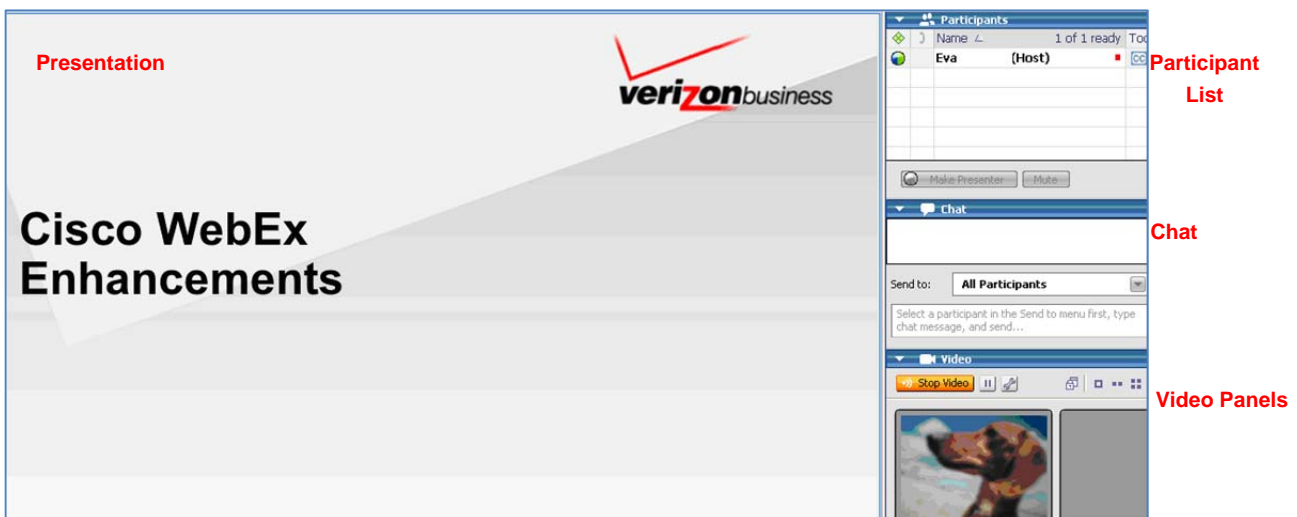 Presentation
verizonbusiness
Cisco WebEx
Enhancements
Participants
Name 1 of 1 ready
Eva (Host)
CC
Make Presenter Mute
Participant
List
Chat
Chat
Send to: All Participants
Select a participant in the Send to menu first, type
chat message, and send...
Video
Stop Video
Video Panels